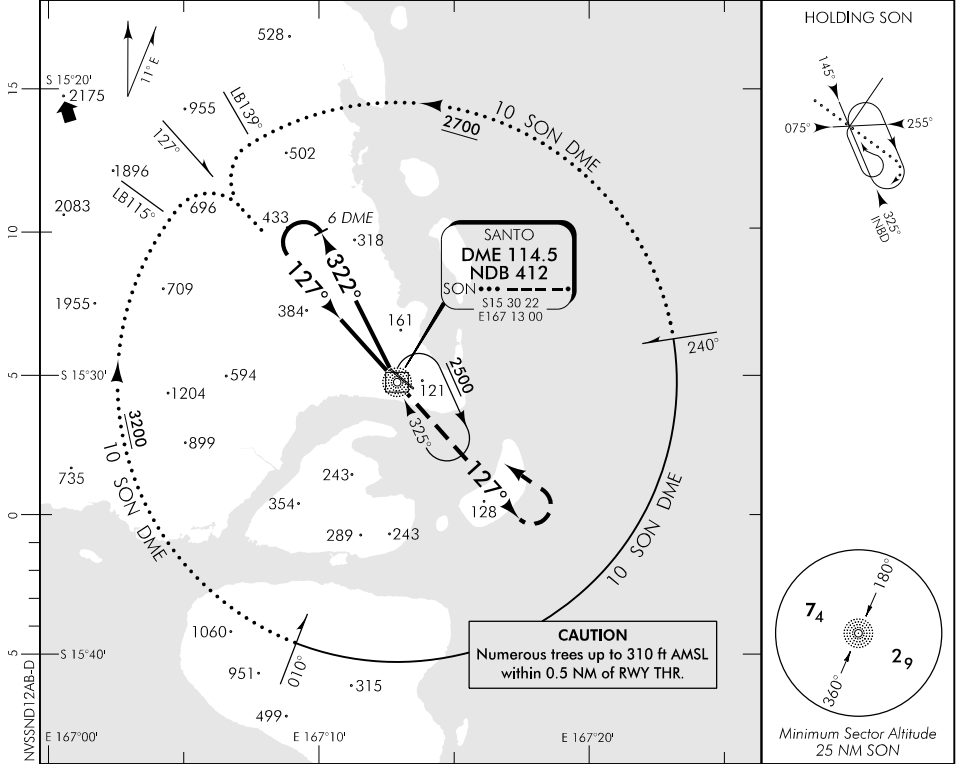 528
11°E
S 15°20'
2175
15
955
LB139°
10 SON DME
2700
127°
502
1896
LB115°
2083
696
433
6 DME
318
10
322°
127°
SANTO
DME 114.5
NDB 412
SON
S15 30 22
E167 13 00
709
1955
384
161
240°
5
S 15°30'
594
121
2500
1204
325°
3200
899
10 SON DME
735
243
127°
354
128
0
289
243
10 SON DME
1060
CAUTION
Numerous trees up to 310 ft AMSL
within 0.5 NM of RWY THR.
5
S 15°40'
951
010°
315
499
NVSSND12AB-D
E 167°00'
E 167°10'
E 167°20'
HOLDING SON
145°
075°
255°
325°
INBD
180°
74
29
360°
Minimum Sector Altitude
25 NM SON